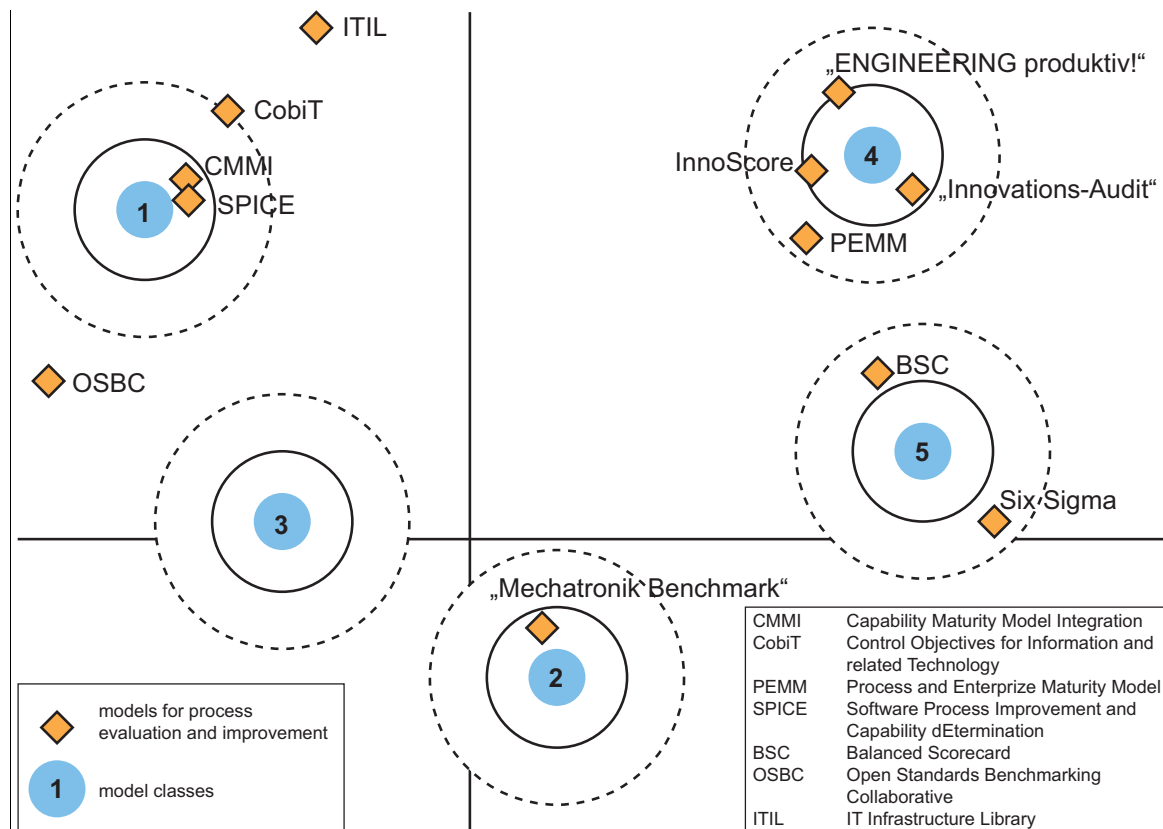 ITIL
„ENGINEERING produktiv!“
CobiT
CMMI
SPICE
1
InnoScore
4
„Innovations-Audit“
PEMM
OSBC
BSC
5
3
Six Sigma
„Mechatronik Benchmark“
2
models for process
evaluation and improvement
1 model classes
CMMI Capability Maturity Model Integration
CobiT Control Objectives for Information and
related Technology
PEMM Process and Enterprize Maturity Model
SPICE Software Process Improvement and
Capability dEtermination
BSC Balanced Scorecard
OSBC Open Standards Benchmarking
Collaborative
ITIL IT Infrastructure Library